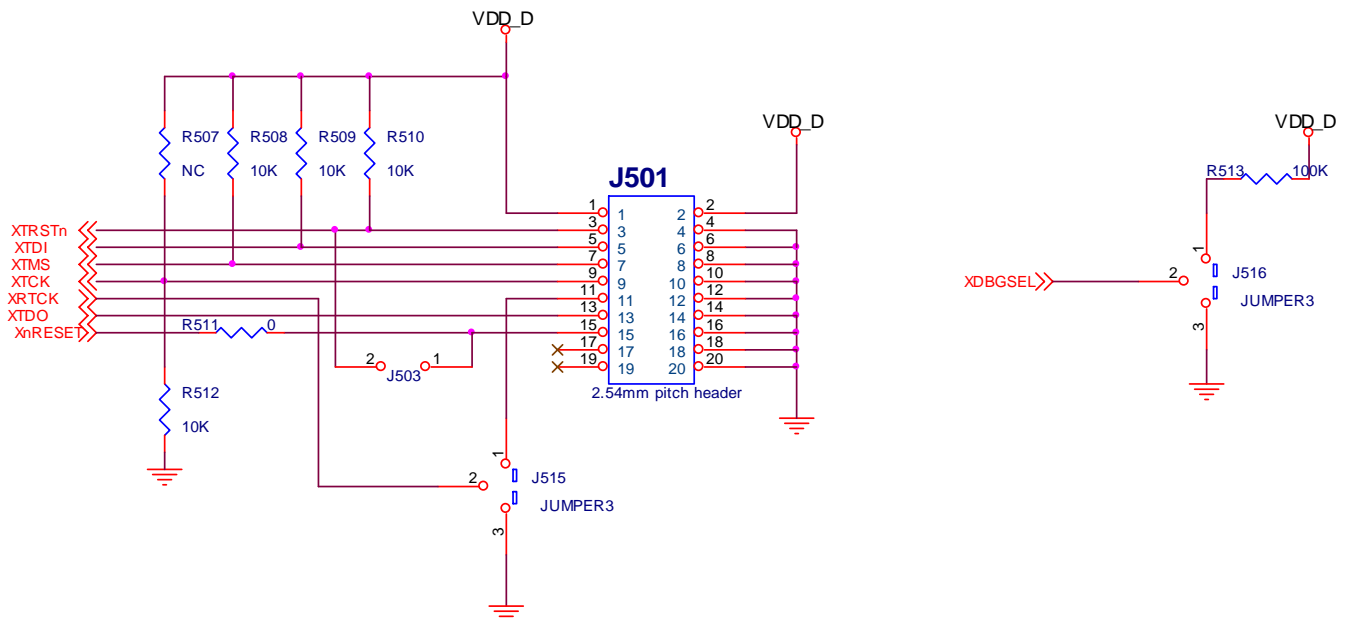 VDD_D
VDD_D
VDD_D
R507
NC
R508
10K
R509
10K
R510
10K
R513
100K
J501
1
3
5
7
9
11
13
15
17
19
1
3
5
7
9
11
13
15
17
19
2
4
6
8
10
12
14
16
18
20
2
4
6
8
10
12
14
16
18
20
2.54mm pitch header
XTRSTn
XTDI
XTMS
XTCK
XRTCK
XTDO
XnRESET
R511
0
2
1
J503
R512
10K
1
2
3
J515
JUMPER3
XDBGSEL
1
2
3
J516
JUMPER3